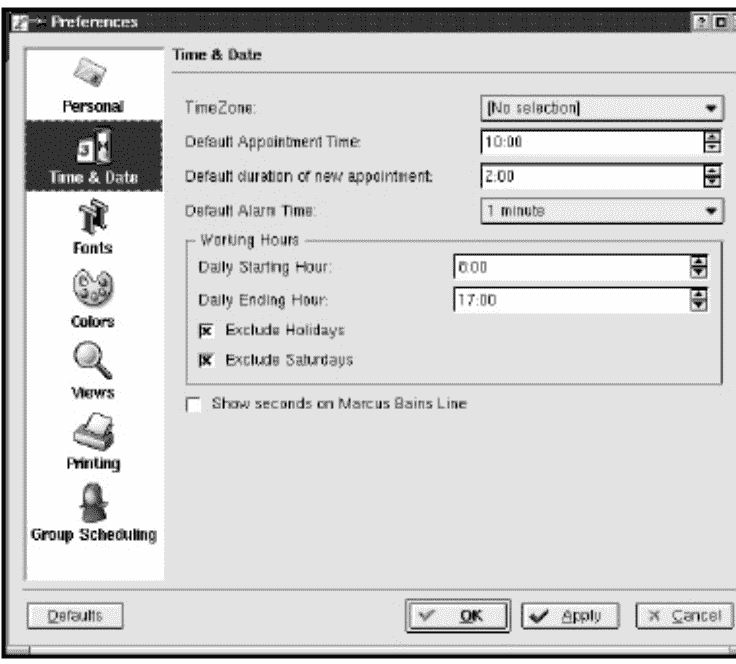 Preferences
Personal
Time & Date
Fonts
Colors
Views
Printing
Group Scheduling
Time & Date
TimeZone: [No selection]
Default Appointment Time: 10:00
Default duration of new appointment: 2:00
Default Alarm Time: 1 minute
Working Hours
Daily Starting Hour: 8:00
Daily Ending Hour: 17:00
Exclude Holidays
Exclude Saturdays
Show seconds on Marcus Bains Line
Defaults OK Apply Cancel